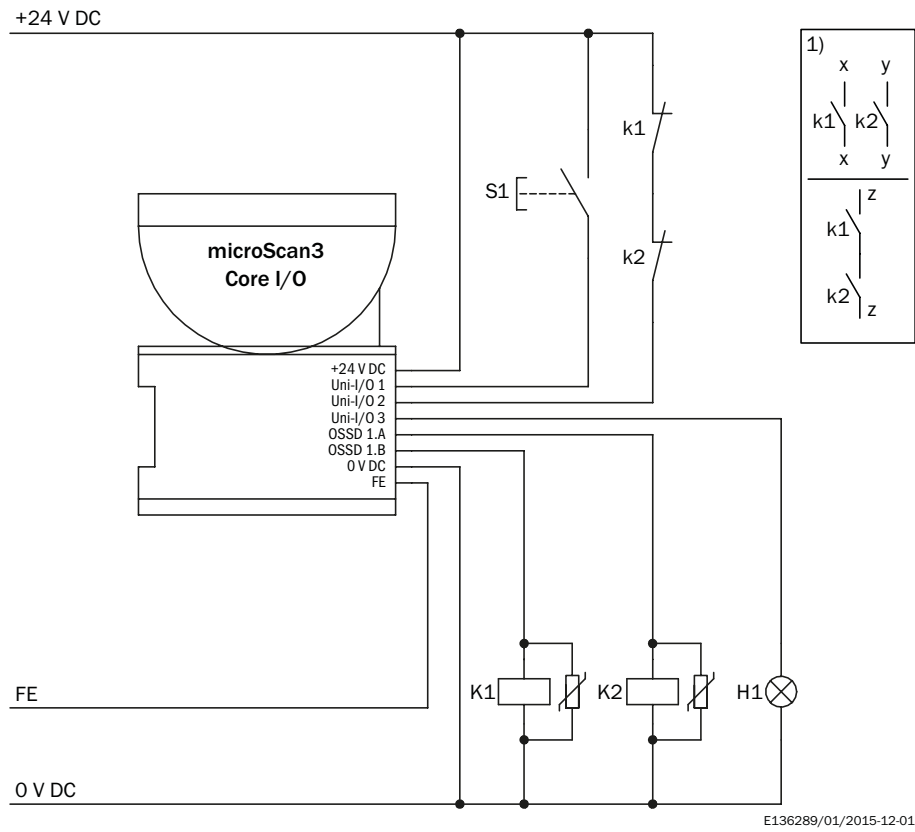 +24 V DC
1)
x y
k1 k2
x y
z
k1
k2
z
k1
S1
k2
microScan3
Core I/O
+24 V DC
Uni-I/O 1
Uni-I/O 2
Uni-I/O 3
OSSD 1.A
OSSD 1.B
0 V DC
FE
FE
K1
K2
H1
0 V DC
E136289/01/2015-12-01